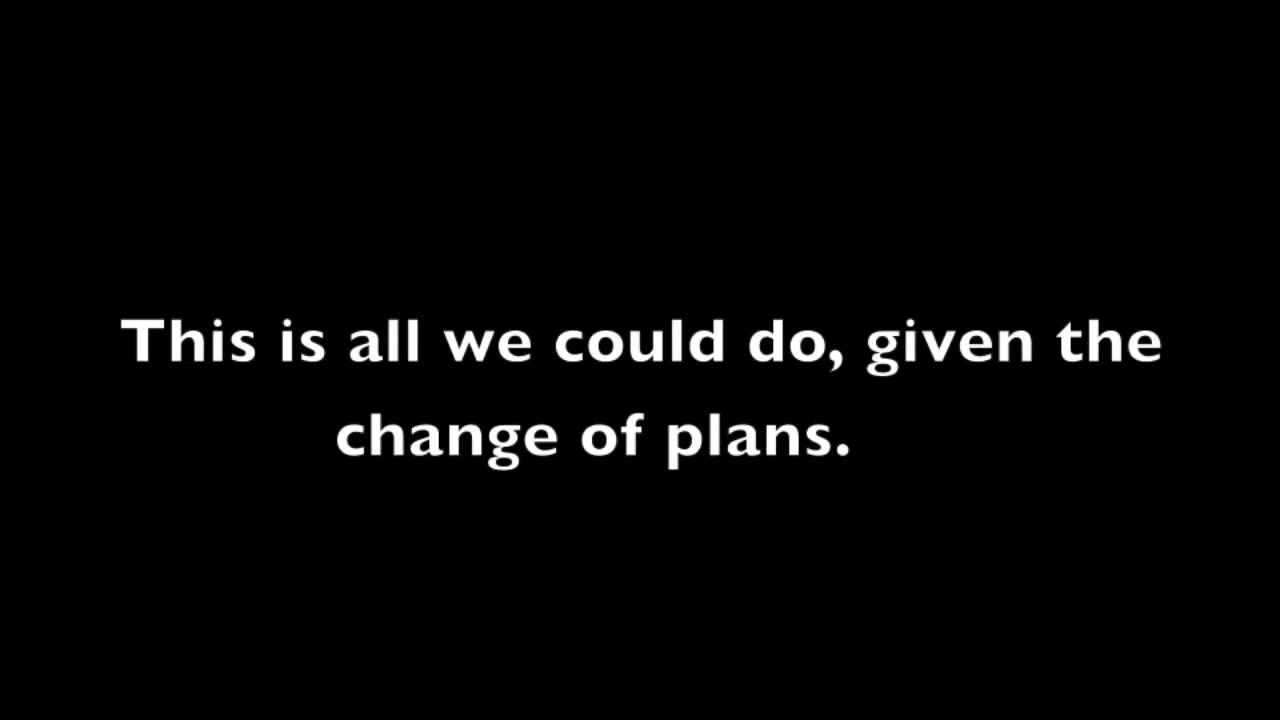 This is all we could do, given the
change of plans.